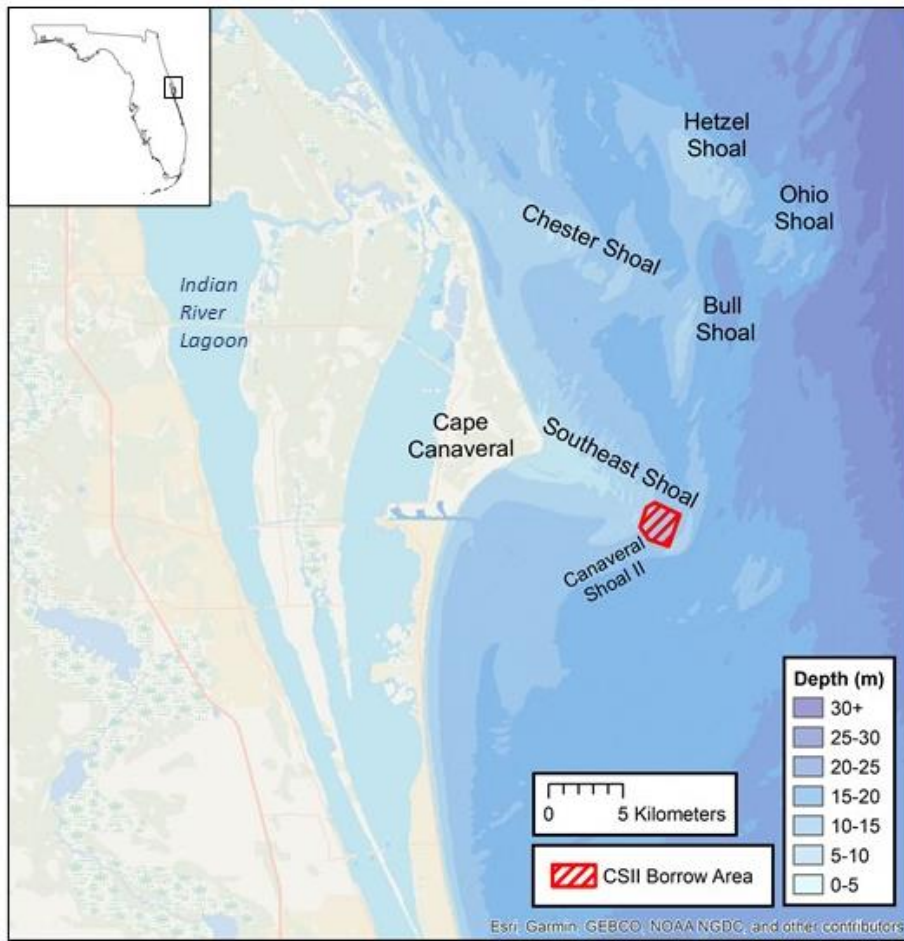 Hetzel
Shoal
Ohio
Shoal
Chester Shoal
Indian
River
Lagoon
Bull
Shoal
Cape
Canaveral
Southeast Shoal
Canaveral
Shoal II
Depth (m)
30+
25-30
20-25
15-20
10-15
5-10
0-5
0 5 Kilometers
CSII Borrow Area
Esri, Garmin, GEBCO, NOAA NGDC, and other contributors